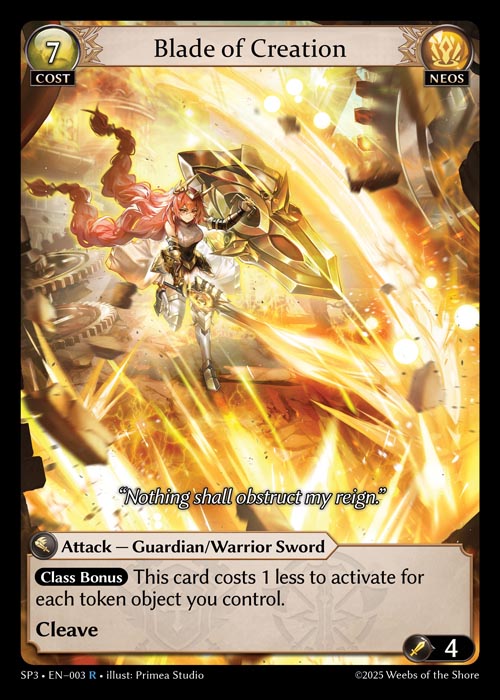 7
COST
Blade of Creation
NEOS
“Nothing shall obstruct my reign.”
Attack — Guardian/Warrior Sword
Class Bonus This card costs 1 less to activate for
each token object you control.
Cleave
4
SP3 • EN–003 R • illust: Primea Studio
©2025 Weebs of the Shore